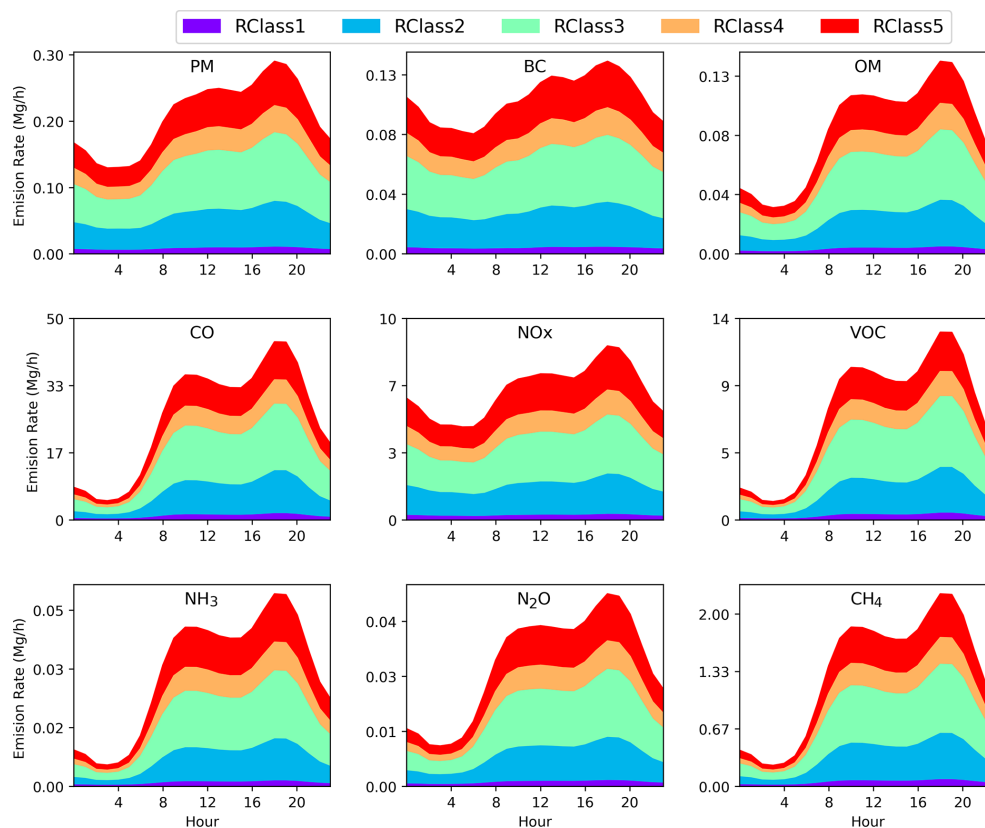 RClass1 RClass2 RClass3 RClass4 RClass5
PM
BC
OM
Emision Rate (Mg/h)
0.30
0.20
0.10
0.00
4 8 12 16 20
0.13
0.08
0.04
0.00
4 8 12 16 20
0.13
0.08
0.04
0.00
4 8 12 16 20
CO
NOx
VOC
Emision Rate (Mg/h)
50
33
17
0
4 8 12 16 20
10
7
3
0
4 8 12 16 20
14
9
5
0
4 8 12 16 20
NH₃
N₂O
CH₄
Emision Rate (Mg/h)
0.05
0.03
0.02
0.00
4 8 12 16 20
Hour
0.04
0.03
0.01
0.00
4 8 12 16 20
Hour
2.00
1.33
0.67
0.00
4 8 12 16 20
Hour